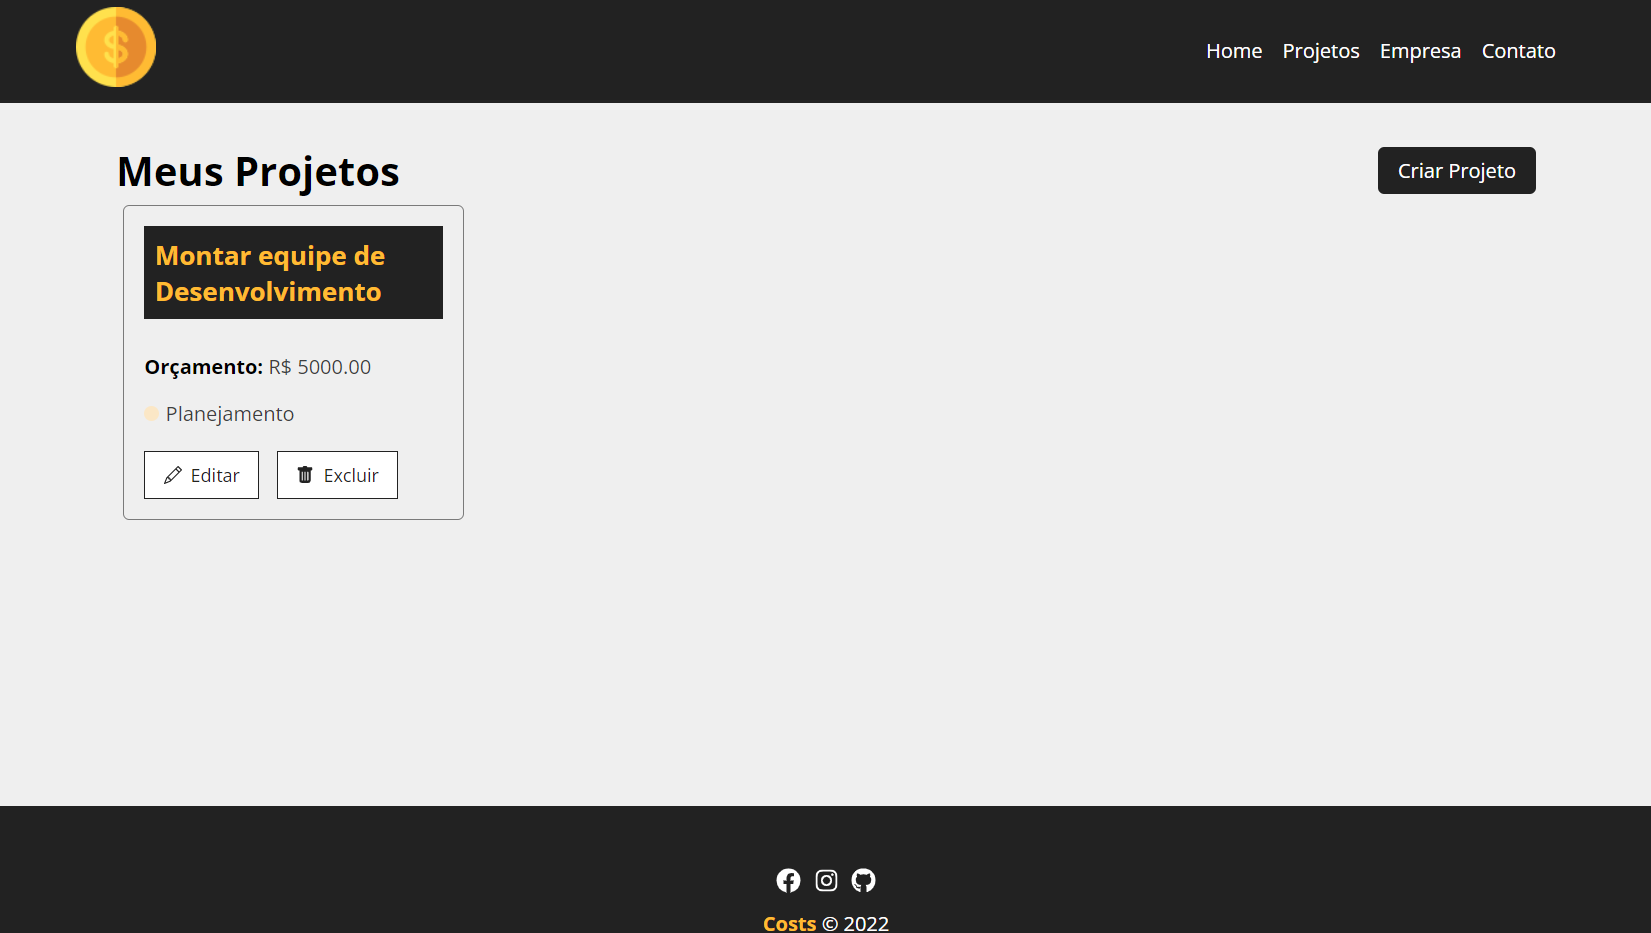 $
Home Projetos Empresa Contato
Meus Projetos
Criar Projeto
Montar equipe de
Desenvolvimento
Orçamento: R$ 5000.00
Planejamento
Editar Excluir
Costs © 2022